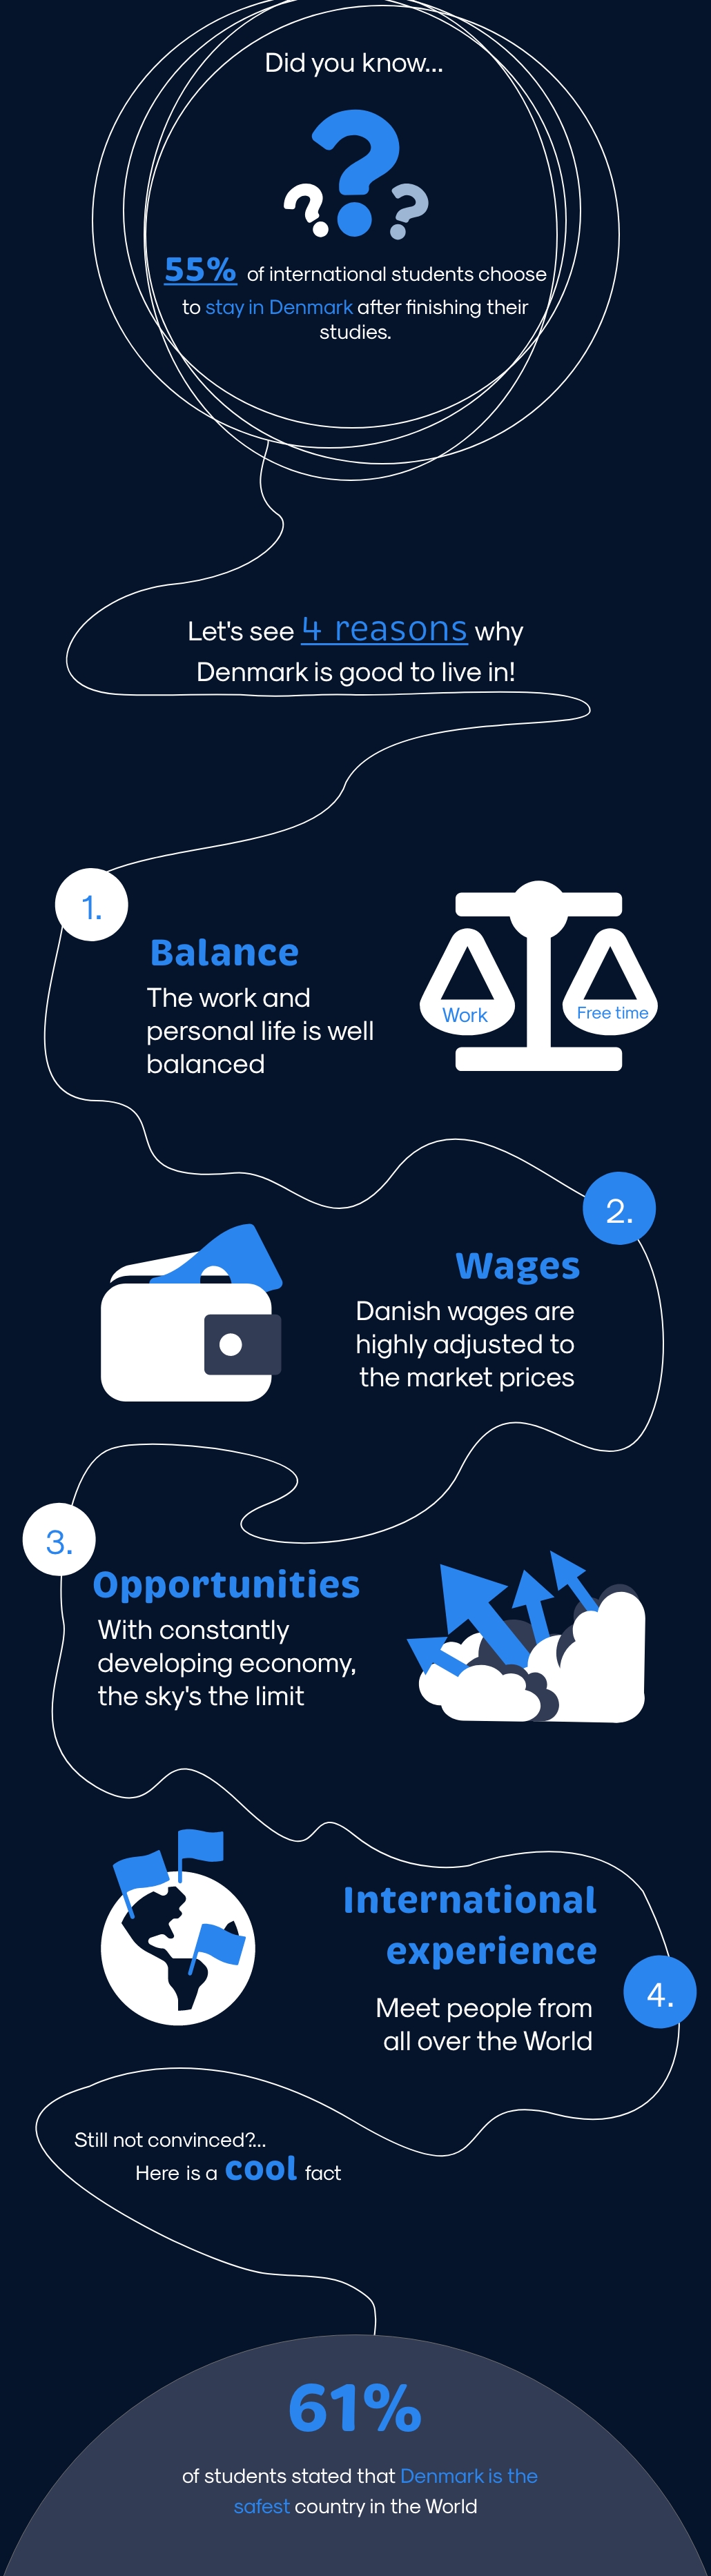 Did you know...
55% of international students choose
to stay in Denmark after finishing their
studies.
Let's see 4 reasons why
Denmark is good to live in!
1.
Balance
The work and
personal life is well
balanced
Work
Free time
2.
Wages
Danish wages are
highly adjusted to
the market prices
3.
Opportunities
With constantly
developing economy,
the sky's the limit
International
experience
4.
Meet people from
all over the World
Still not convinced?...
Here is a cool fact
61%
of students stated that Denmark is the
safest country in the World